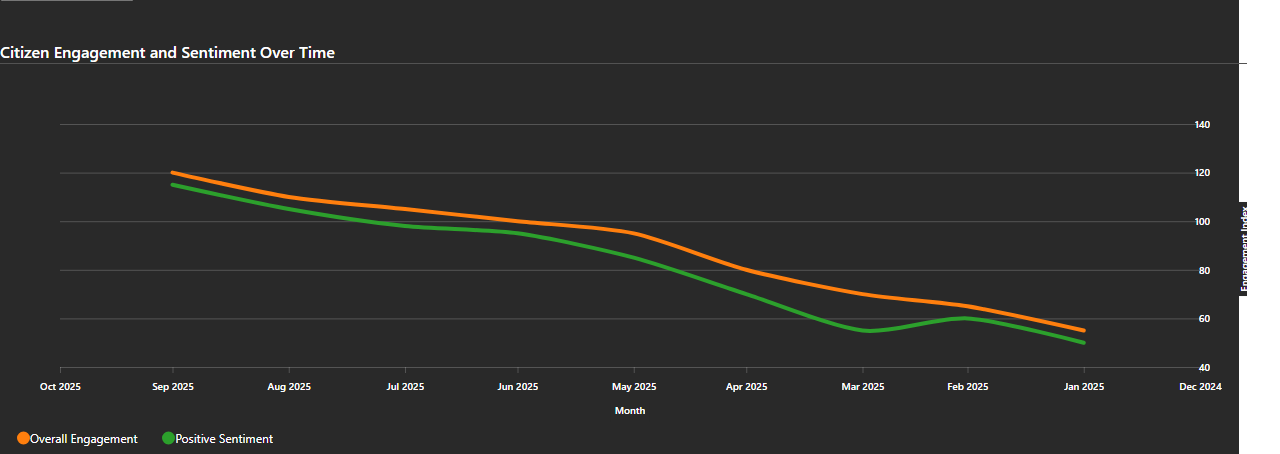 Citizen Engagement and Sentiment Over Time
140
120
100
80
60
40
Engagement Index
Oct 2025 Sep 2025 Aug 2025 Jul 2025 Jun 2025 May 2025 Apr 2025 Mar 2025 Feb 2025 Jan 2025 Dec 2024
Month
Overall Engagement Positive Sentiment